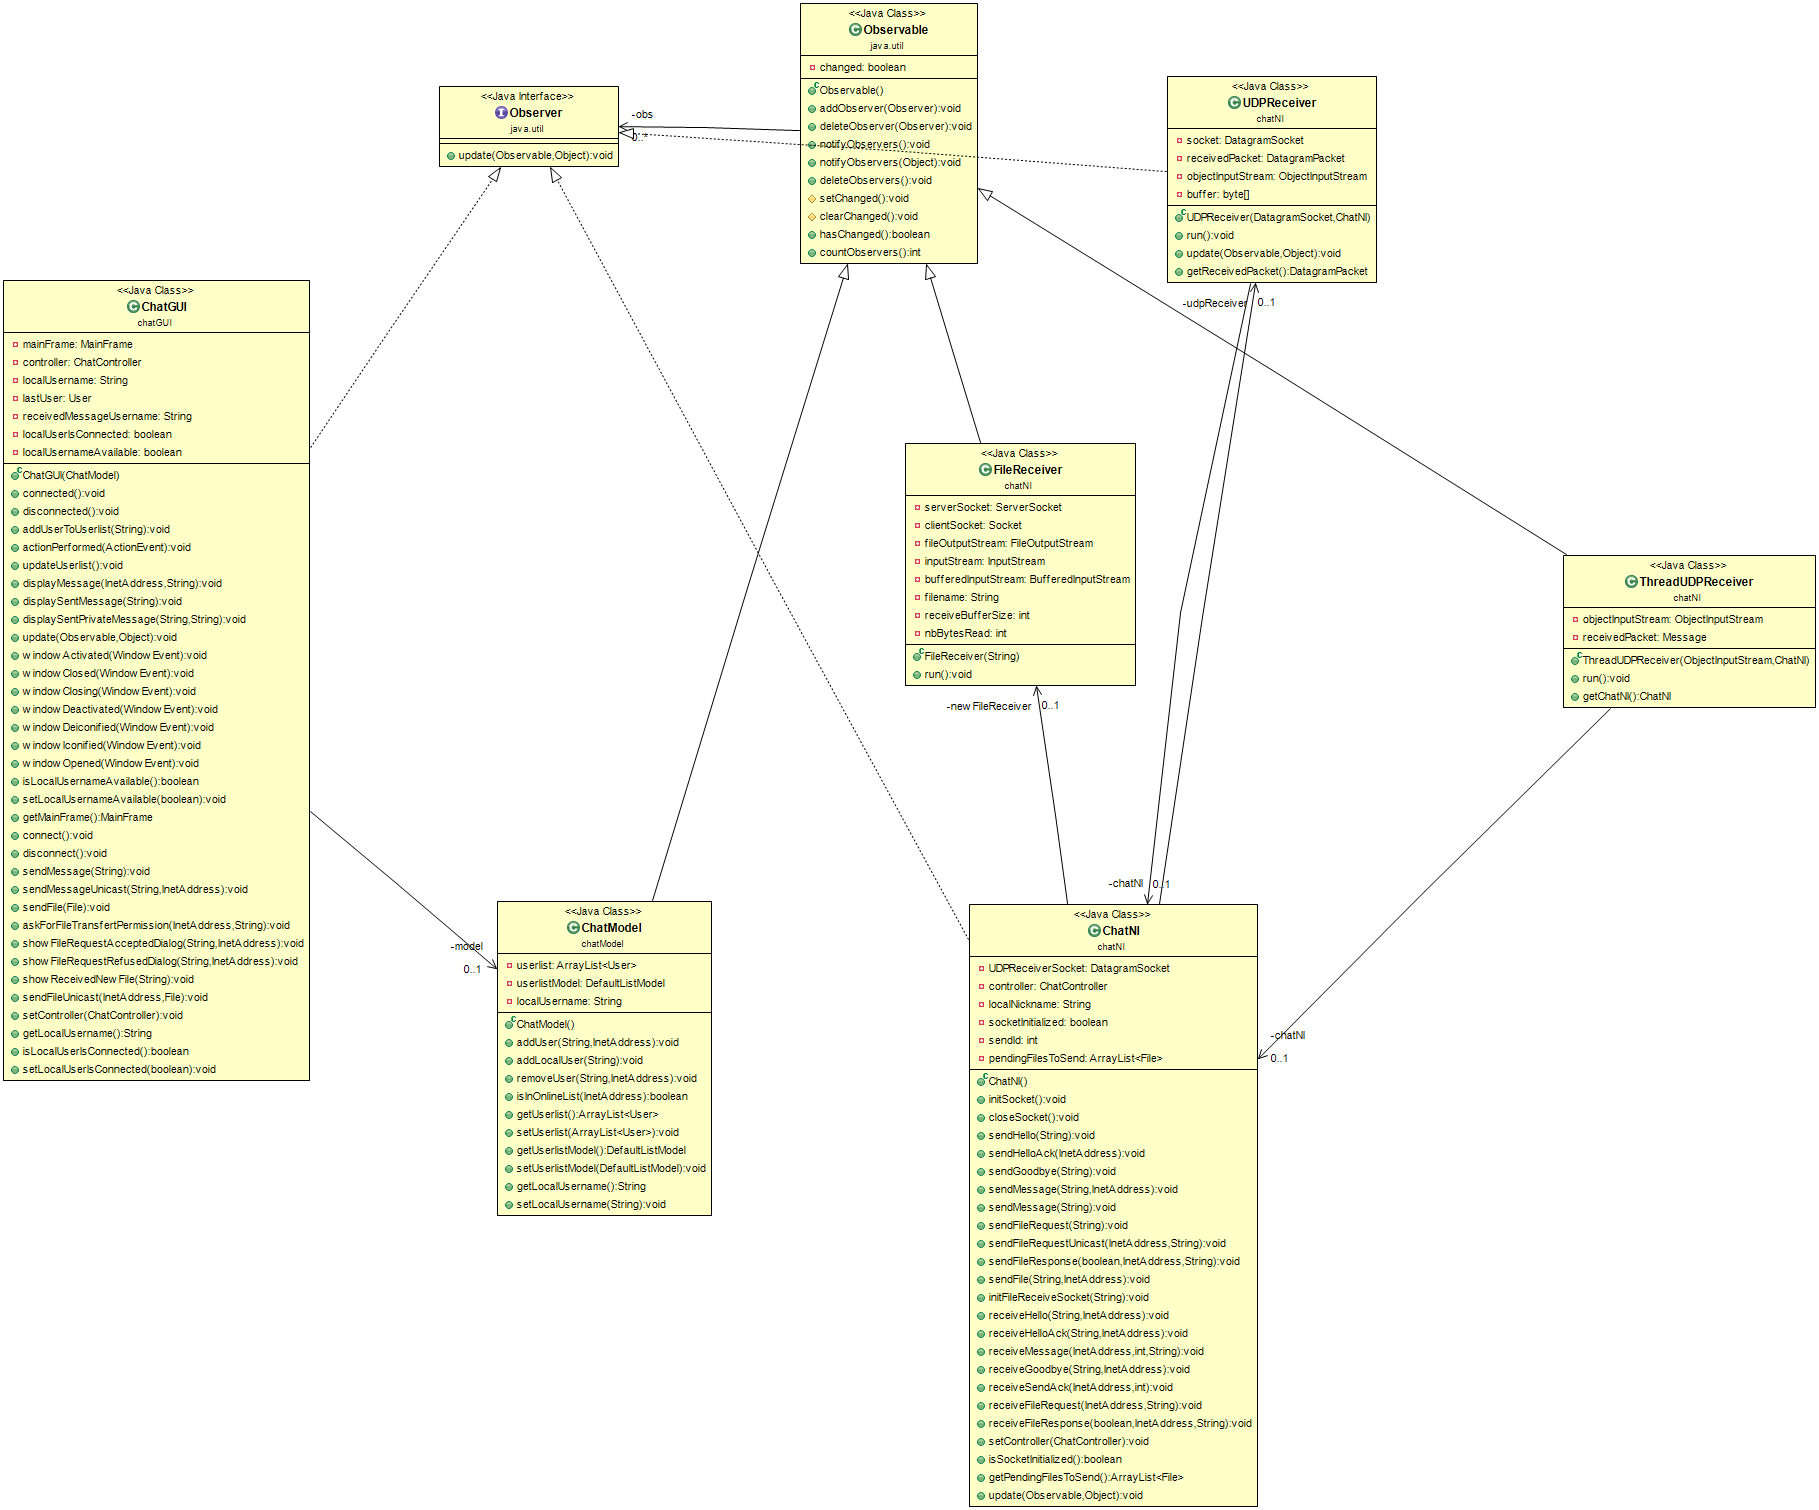 <<Java Class>>
Observable
java.util
changed: boolean
Observable()
addObserver(Observer):void
deleteObserver(Observer):void
notifyObservers():void
notifyObservers(Object):void
deleteObservers():void
setChanged():void
clearChanged():void
hasChanged():boolean
countObservers():int
<<Java Interface>>
Observer
java.util
update(Observable,Object):void
-obs
0..*
<<Java Class>>
UDPReceiver
chatNI
socket: DatagramSocket
receivedPacket: DatagramPacket
objectInputStream: ObjectInputStream
buffer: byte[]
UDPReceiver(DatagramSocket,ChatNI)
run():void
update(Observable,Object):void
getReceivedPacket():DatagramPacket
-udpReceiver
0..1
<<Java Class>>
ChatGUI
chatGUI
mainFrame: MainFrame
controller: ChatController
localUsername: String
lastUser: User
receivedMessageUsername: String
localUserIsConnected: boolean
localUsernameAvailable: boolean
ChatGUI(ChatModel)
connected():void
disconnected():void
addUserToUserlist(String):void
actionPerformed(ActionEvent):void
updateUserlist():void
displayMessage(InetAddress,String):void
displaySentMessage(String):void
displaySentPrivateMessage(String,String):void
update(Observable,Object):void
windowActivated(WindowEvent):void
windowClosed(WindowEvent):void
windowClosing(WindowEvent):void
windowDeactivated(WindowEvent):void
windowDeiconified(WindowEvent):void
windowIconified(WindowEvent):void
windowOpened(WindowEvent):void
isLocalUsernameAvailable():boolean
setLocalUsernameAvailable(boolean):void
getMainFrame():MainFrame
connect():void
disconnect():void
sendMessage(String):void
sendMessageUnicast(String,InetAddress):void
sendFile(File):void
askForFileTransfertPermission(InetAddress,String):void
showFileRequestAcceptedDialog(String,InetAddress):void
showFileRequestRefusedDialog(String,InetAddress):void
showReceivedNewFile(String):void
sendFileUnicast(InetAddress,File):void
setController(ChatController):void
getLocalUsername():String
isLocalUserIsConnected():boolean
setLocalUserIsConnected(boolean):void
<<Java Class>>
FileReceiver
chatNI
serverSocket: ServerSocket
clientSocket: Socket
fileOutputStream: FileOutputStream
inputStream: InputStream
bufferedInputStream: BufferedInputStream
filename: String
receiveBufferSize: int
nbBytesRead: int
FileReceiver(String)
run():void
-newFileReceiver
0..1
<<Java Class>>
ThreadUDPReceiver
chatNI
objectInputStream: ObjectInputStream
receivedPacket: Message
ThreadUDPReceiver(ObjectInputStream,ChatNI)
run():void
getChatNI():ChatNI
-model
0..1
<<Java Class>>
ChatModel
chatModel
userlist: ArrayList<User>
userlistModel: DefaultListModel
localUsername: String
ChatModel()
addUser(String,InetAddress):void
addLocalUser(String):void
removeUser(String,InetAddress):void
isInOnlineList(InetAddress):boolean
getUserlist():ArrayList<User>
setUserlist(ArrayList<User>):void
getUserlistModel():DefaultListModel
setUserlistModel(DefaultListModel):void
getLocalUsername():String
setLocalUsername(String):void
-chatNI
0..1
-chatNI
0..1
<<Java Class>>
ChatNI
chatNI
UDPReceiverSocket: DatagramSocket
controller: ChatController
localNickname: String
socketInitialized: boolean
sendId: int
pendingFilesToSend: ArrayList<File>
ChatNI()
initSocket():void
closeSocket():void
sendHello(String):void
sendHelloAck(InetAddress):void
sendGoodbye(String):void
sendMessage(String,InetAddress):void
sendMessage(String):void
sendFileRequest(String):void
sendFileRequestUnicast(InetAddress,String):void
sendFileResponse(boolean,InetAddress,String):void
sendFile(String,InetAddress):void
initFileReceiveSocket(String):void
receiveHello(String,InetAddress):void
receiveHelloAck(String,InetAddress):void
receiveMessage(InetAddress,int,String):void
receiveGoodbye(String,InetAddress):void
receiveSendAck(InetAddress,int):void
receiveFileRequest(InetAddress,String):void
receiveFileResponse(boolean,InetAddress,String):void
setController(ChatController):void
isSocketInitialized():boolean
getPendingFilesToSend():ArrayList<File>
update(Observable,Object):void